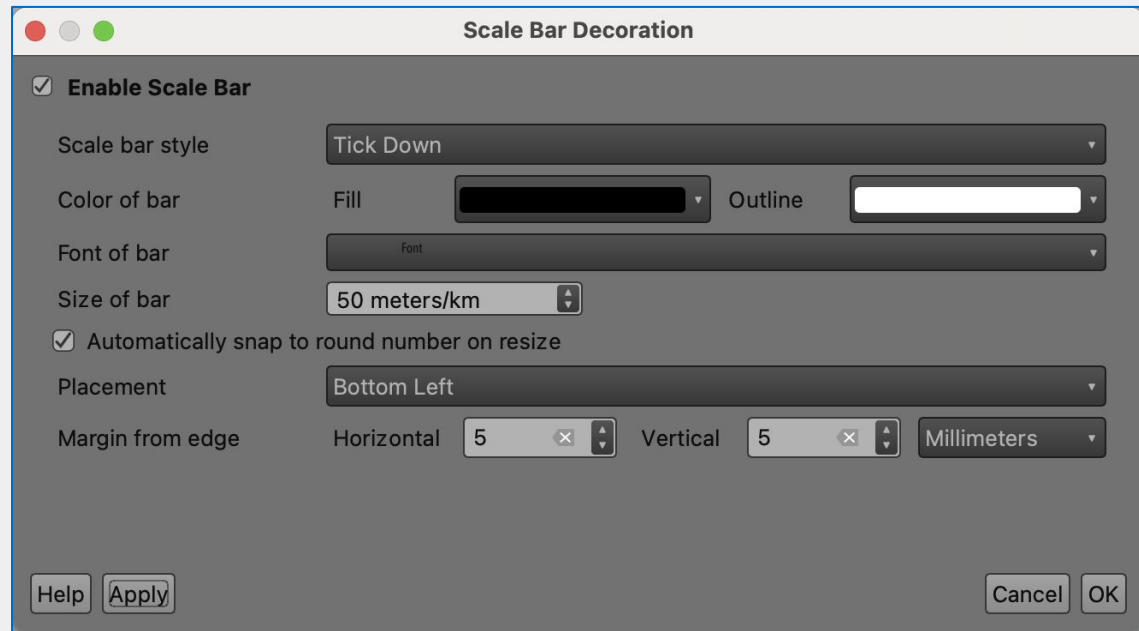 Scale Bar Decoration
Enable Scale Bar
Scale bar style Tick Down
Color of bar Fill Outline
Font of bar Font
Size of bar 50 meters/km
Automatically snap to round number on resize
Placement Bottom Left
Margin from edge Horizontal 5 Vertical 5 Millimeters
Help Apply Cancel OK